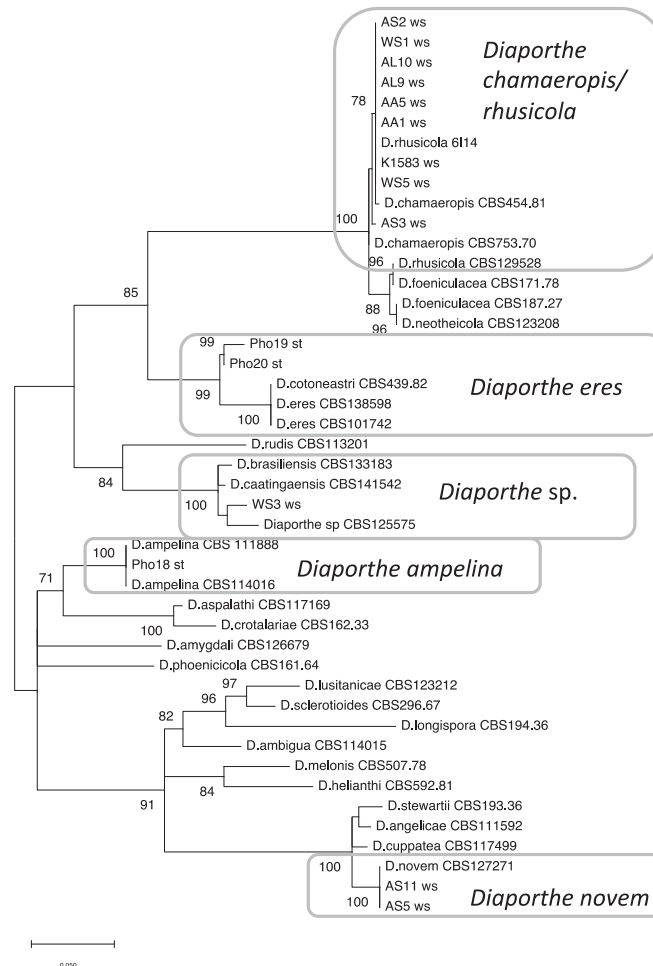 AS2 ws
WS1 ws
AL10 ws
AL9 ws
78
AA5 ws
AA1 ws
D.rhusicola 6I14
K1583 ws
WS5 ws
D.chamaeropis CBS454.81
100
AS3 ws
D.chamaeropis CBS753.70
Diaporthe
chamaeropis/
rhusicola
96
D.rhusicola CBS129528
D.foeniculacea CBS171.78
85
88
D.foeniculacea CBS187.27
96
D.neotheicola CBS123208
99
Pho19 st
Pho20 st
99
D.cotoneastri CBS439.82
D.eres CBS138598
100
D.eres CBS101742
Diaporthe eres
D.rudis CBS113201
84
D.brasiliensis CBS133183
D.caatingaensis CBS141542
100
WS3 ws
Diaporthe sp CBS125575
Diaporthe sp.
D.ampelina CBS 111888
100
Pho18 st
71
D.ampelina CBS114016
Diaporthe ampelina
D.aspalathi CBS117169
100
D.crotalariae CBS162.33
D.amygdali CBS126679
D.phoenicicola CBS161.64
97
D.lusitanicae CBS123212
96
D.sclerotioides CBS296.67
82
D.longispora CBS194.36
D.ambigua CBS114015
D.melonis CBS507.78
84
D.helianthi CBS592.81
91
D.stewartii CBS193.36
D.angelicae CBS111592
D.cuppatea CBS117499
100
D.novem CBS127271
AS11 ws
100
AS5 ws
Diaporthe novem
0.050